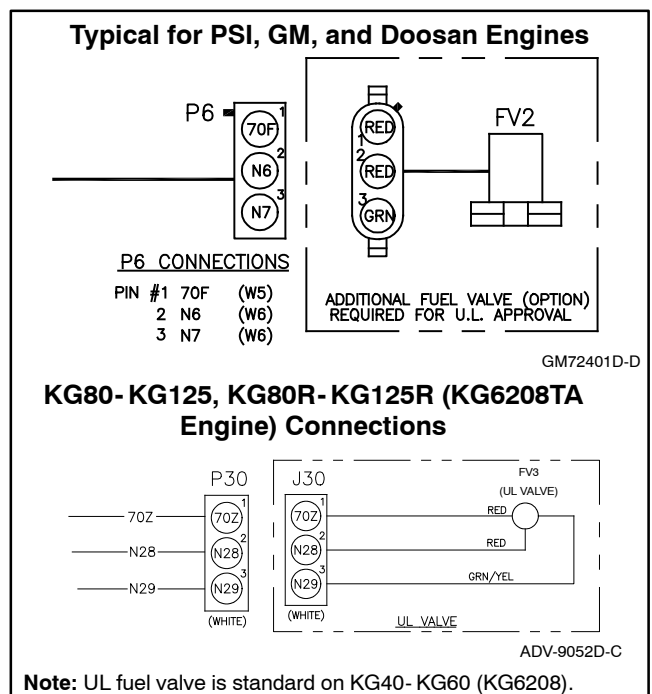 Typical for PSI, GM, and Doosan Engines
P6
70F 1
N6 2
N7 3
RED 1
RED 2
GRN 3
FV2
P6 CONNECTIONS
PIN #1 70F (W5)
2 N6 (W6)
3 N7 (W6)
ADDITIONAL FUEL VALVE (OPTION)
REQUIRED FOR U.L. APPROVAL
GM72401D-D
KG80-KG125, KG80R-KG125R (KG6208TA
Engine) Connections
P30 J30 FV3
(UL VALVE)
70Z 70Z 1 70Z 1 RED
N28 N28 2 N28 2 RED
N29 N29 3 N29 3 GRN/YEL
(WHITE) (WHITE) UL VALVE
ADV-9052D-C
Note: UL fuel valve is standard on KG40-KG60 (KG6208).